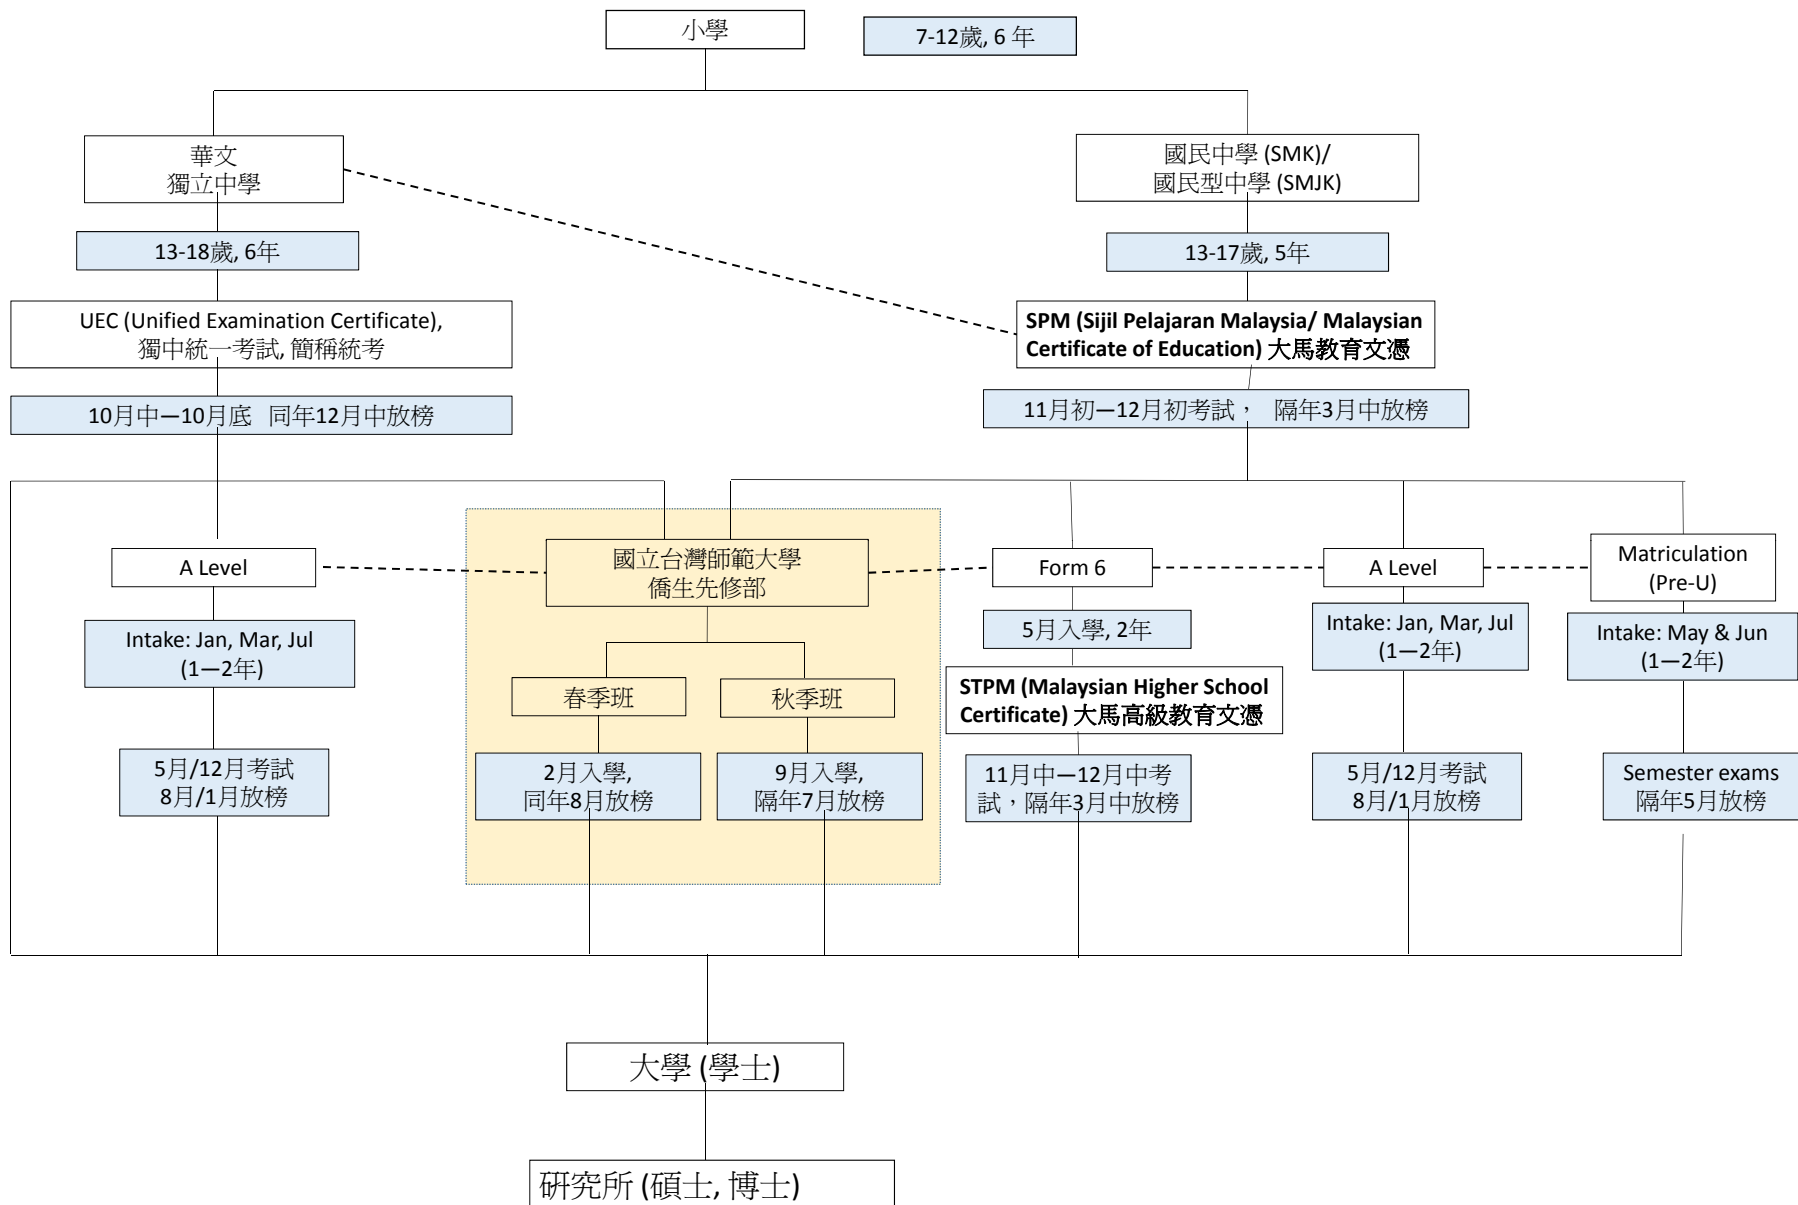 小學
7-12歲, 6 年
華文
獨立中學
國民中學 (SMK)/
國民型中學 (SMJK)
13-18歲, 6年
13-17歲, 5年
UEC (Unified Examination Certificate),
獨中統一考試, 簡稱統考
SPM (Sijil Pelajaran Malaysia/ Malaysian
Certificate of Education) 大馬教育文憑
10月中—10月底 同年12月中放榜
11月初—12月初考試， 隔年3月中放榜
A Level
國立台灣師範大學
僑生先修部
Form 6
A Level
Matriculation
(Pre-U)
Intake: Jan, Mar, Jul
(1—2年)
5月入學, 2年
Intake: Jan, Mar, Jul
(1—2年)
Intake: May & Jun
(1—2年)
春季班
秋季班
STPM (Malaysian Higher School
Certificate) 大馬高級教育文憑
5月/12月考試
8月/1月放榜
2月入學,
同年8月放榜
9月入學,
隔年7月放榜
11月中—12月中考
試，隔年3月中放榜
5月/12月考試
8月/1月放榜
Semester exams
隔年5月放榜
大學 (學士)
研究所 (碩士, 博士)